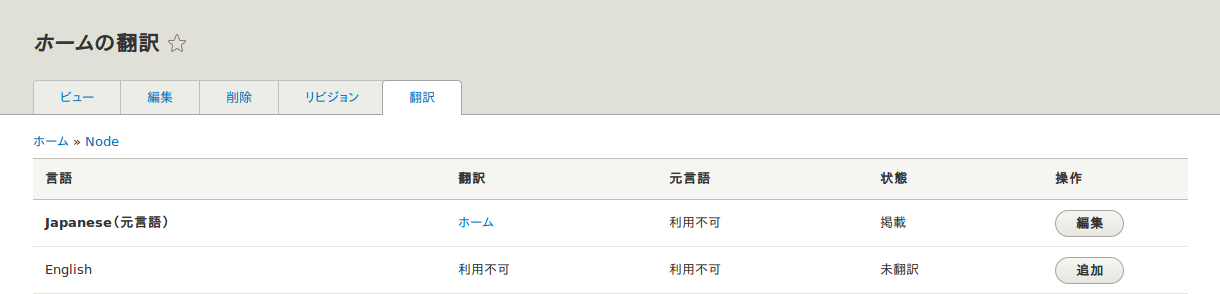 ホームの翻訳
ビュー 編集 削除 リビジョン 翻訳
ホーム » Node
言語 翻訳 元言語 状態 操作
Japanese（元言語） ホーム 利用不可 掲載 編集
English 利用不可 利用不可 未翻訳 追加